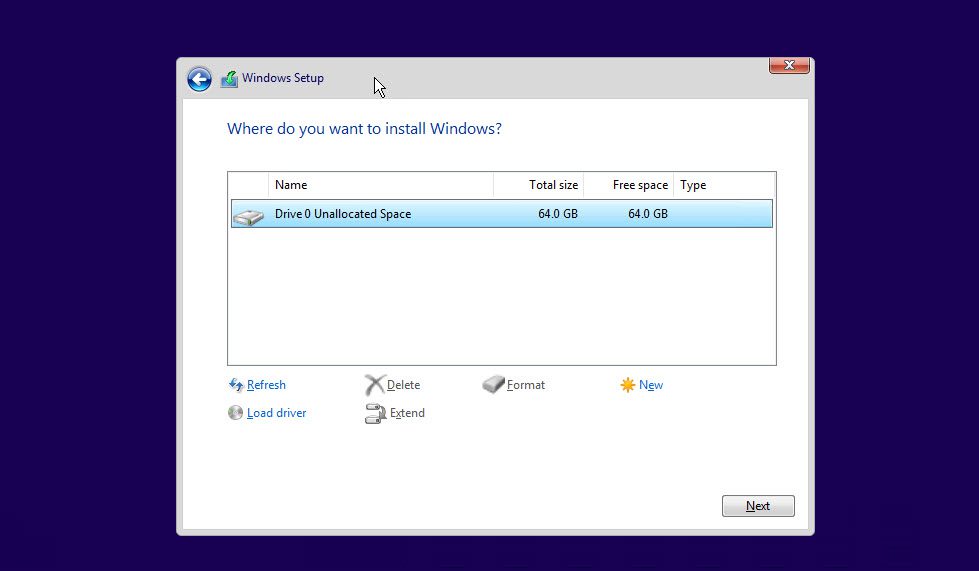 Windows Setup
Where do you want to install Windows?
Name Total size Free space Type
Drive 0 Unallocated Space 64.0 GB 64.0 GB
Refresh Delete Format New
Load driver Extend
Next